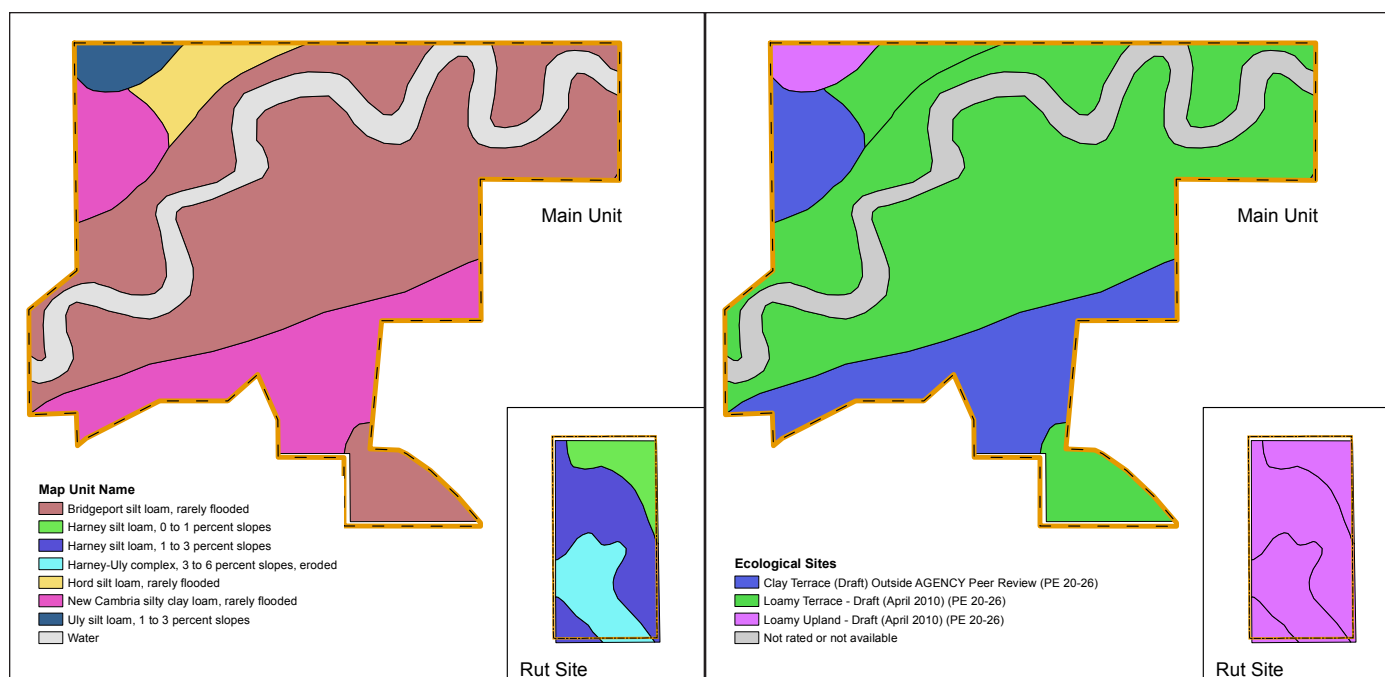 Main Unit
Map Unit Name
Bridgeport silt loam, rarely flooded
Harney silt loam, 0 to 1 percent slopes
Harney silt loam, 1 to 3 percent slopes
Harney-Uly complex, 3 to 6 percent slopes, eroded
Hord silt loam, rarely flooded
New Cambria silty clay loam, rarely flooded
Uly silt loam, 1 to 3 percent slopes
Water
Rut Site
Main Unit
Ecological Sites
Clay Terrace (Draft) Outside AGENCY Peer Review (PE 20-26)
Loamy Terrace - Draft (April 2010) (PE 20-26)
Loamy Upland - Draft (April 2010) (PE 20-26)
Not rated or not available
Rut Site